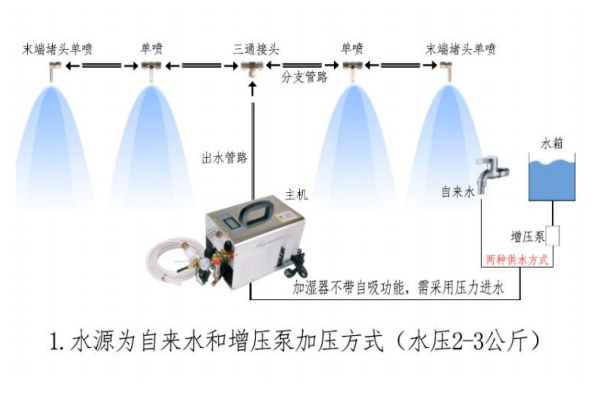 末端堵头单喷
单喷
三通接头
单喷
末端堵头单喷
分支管路
出水管路
水箱
自来水
主机
增压泵
两种供水方式
加湿器不带自吸功能，需采用压力进水
1.水源为自来水和增压泵加压方式（水压2-3公斤）